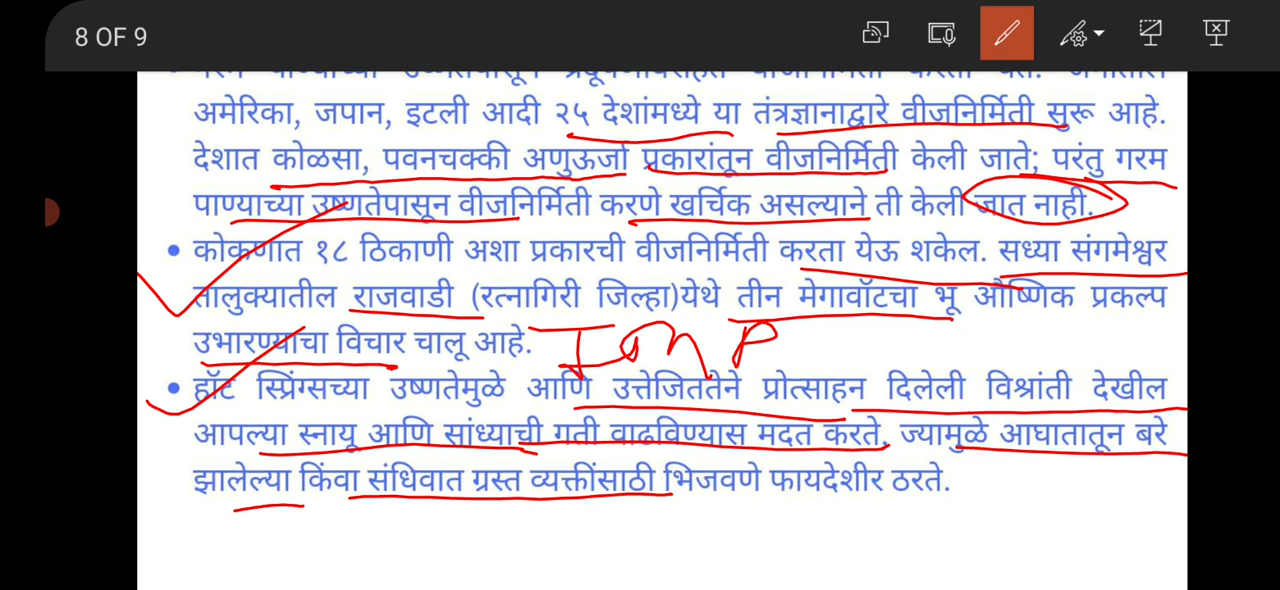 8 OF 9
अमेरिका, जपान, इटली आदी २५ देशांमध्ये या तंत्रज्ञानाद्वारे वीजनिर्मिती सुरू आहे.
देशात कोळसा, पवनचक्की अणुऊर्जा प्रकारांतून वीजनिर्मिती केली जाते; परंतु गरम
पाण्याच्या उष्णतेपासून वीजनिर्मिती करणे खर्चिक असल्याने ती केली जात नाही.
• कोकणात १८ ठिकाणी अशा प्रकारची वीजनिर्मिती करता येऊ शकेल. सध्या संगमेश्वर
तालुक्यातील राजवाडी (रत्नागिरी जिल्हा)येथे तीन मेगावॉटचा भू औष्णिक प्रकल्प
उभारण्याचा विचार चालू आहे. Iomp
• हॉट स्प्रिंग्सच्या उष्णतेमुळे आणि उत्तेजिततेने प्रोत्साहन दिलेली विश्रांती देखील
आपल्या स्नायू आणि सांध्याची गती वाढविण्यास मदत करते. ज्यामुळे आघातातून बरे
झालेल्या किंवा संधिवात ग्रस्त व्यक्तींसाठी भिजवणे फायदेशीर ठरते.